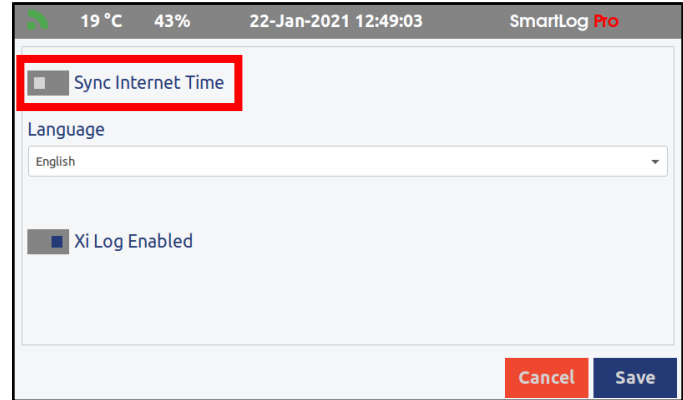 19 °C 43% 22-Jan-2021 12:49:03 SmartLog Pro
Sync Internet Time
Language
English
Xi Log Enabled
Cancel Save